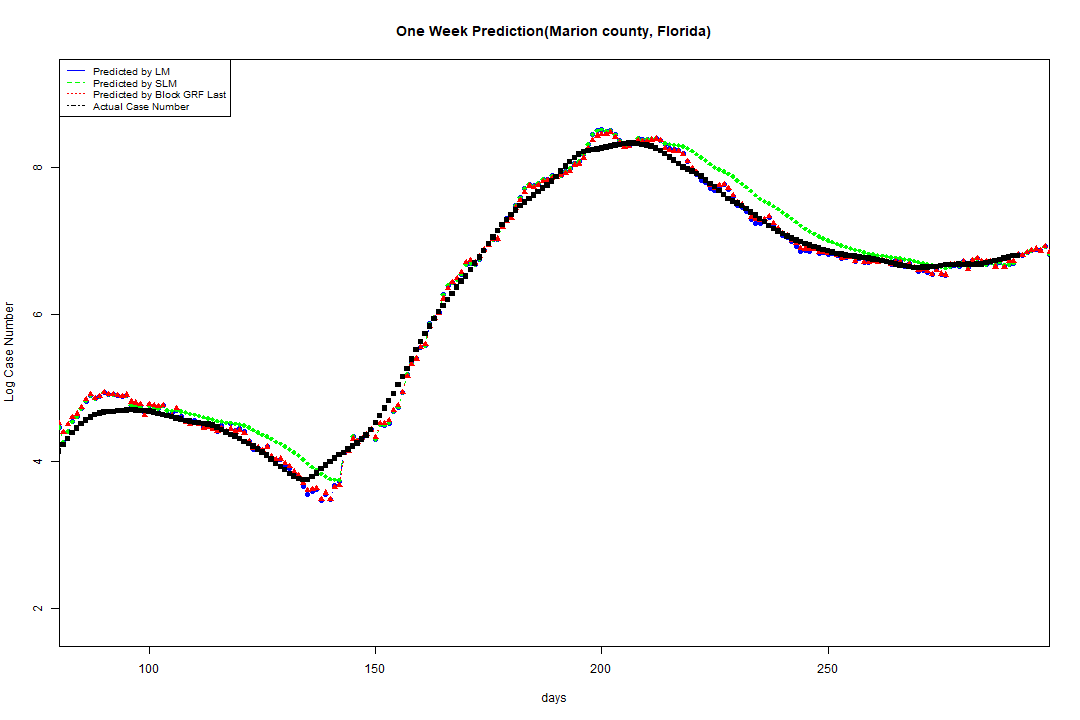 One Week Prediction(Marion county, Florida)
Predicted by LM
Predicted by SLM
Predicted by Block GRF Last
Actual Case Number
Log Case Number
8
6
4
2
100 150 200 250
days